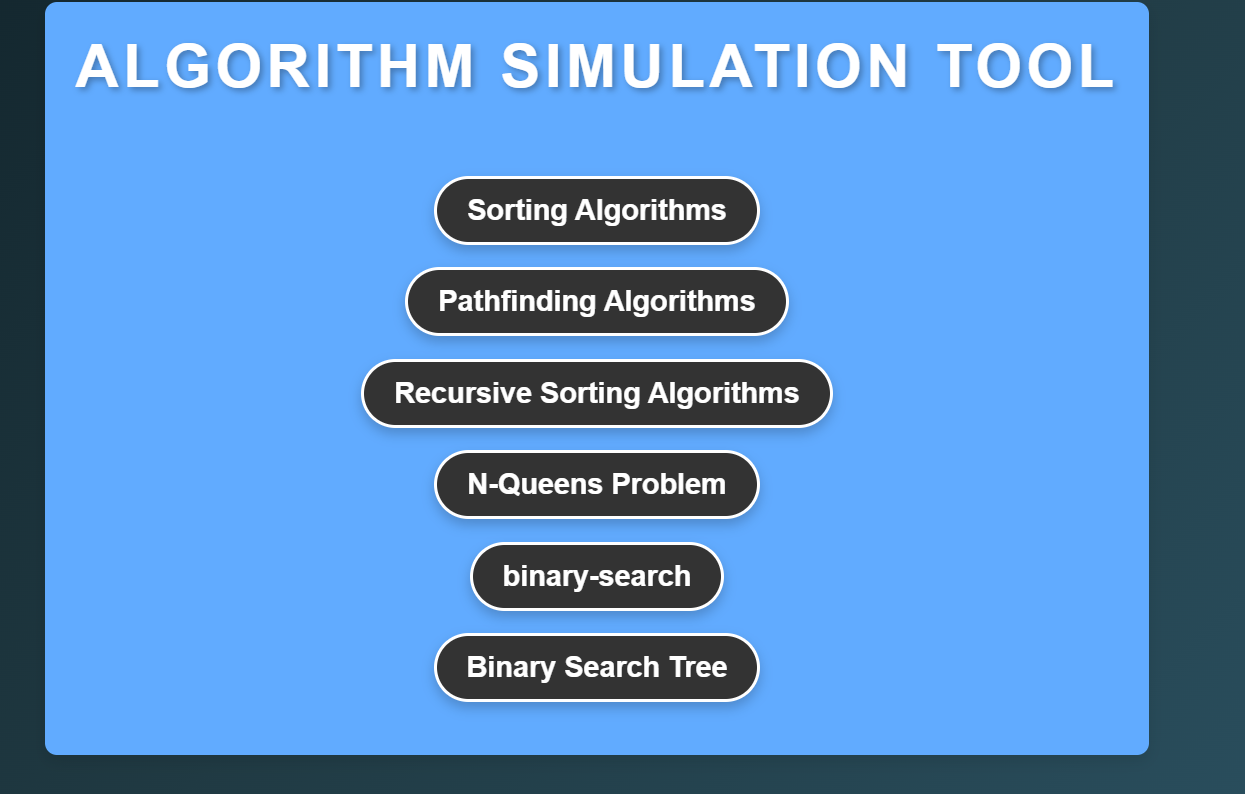 ALGORITHM SIMULATION TOOL
Sorting Algorithms
Pathfinding Algorithms
Recursive Sorting Algorithms
N-Queens Problem
binary-search
Binary Search Tree